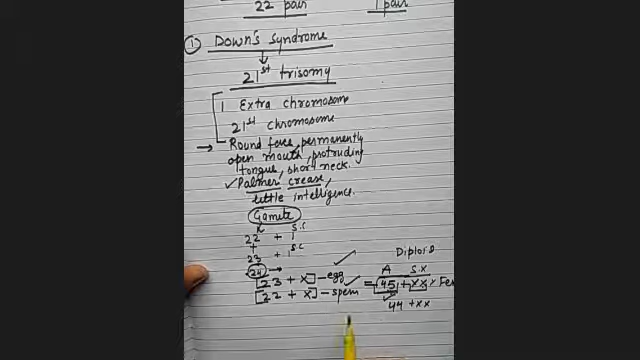 22 pair 1 pair
① Down's Syndrome
↓
21st trisomy
1 Extra chromosome
21st chromosome
→ Round face, permanently
open mouth, protruding
tongue, short neck.
✓ Palmer crease,
little intelligence.
Gamete
S.C
22 + 1
+ S.C
23 + 1
24 →
[23 + X] - egg ✓ Diploid
A S.X
[22 + X] - sperm ✓ = 45 + XX
44 + XX